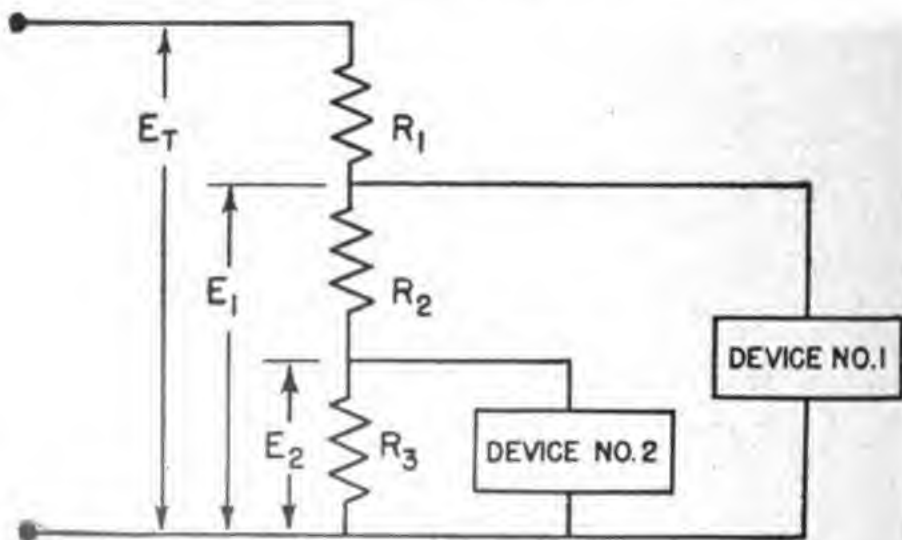 E_T
R_1
E_1
R_2
DEVICE NO.1
E_2
R_3
DEVICE NO.2